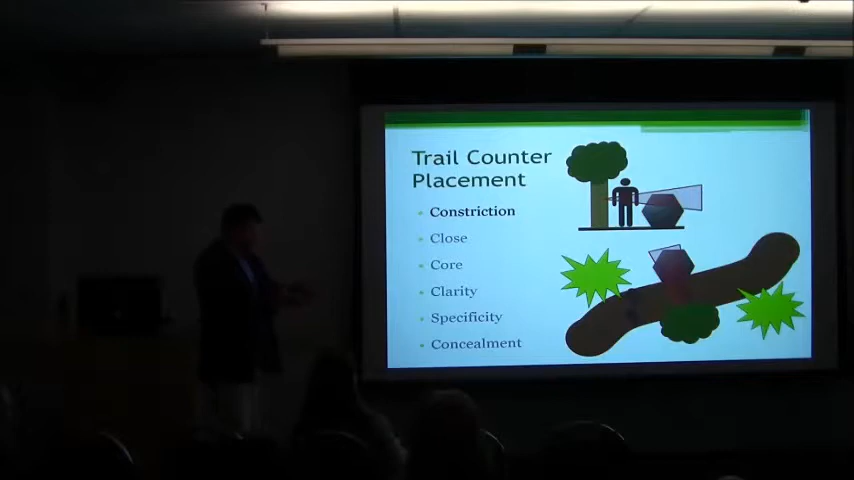 Trail Counter
Placement
Constriction
Close
Core
Clarity
Specificity
Concealment